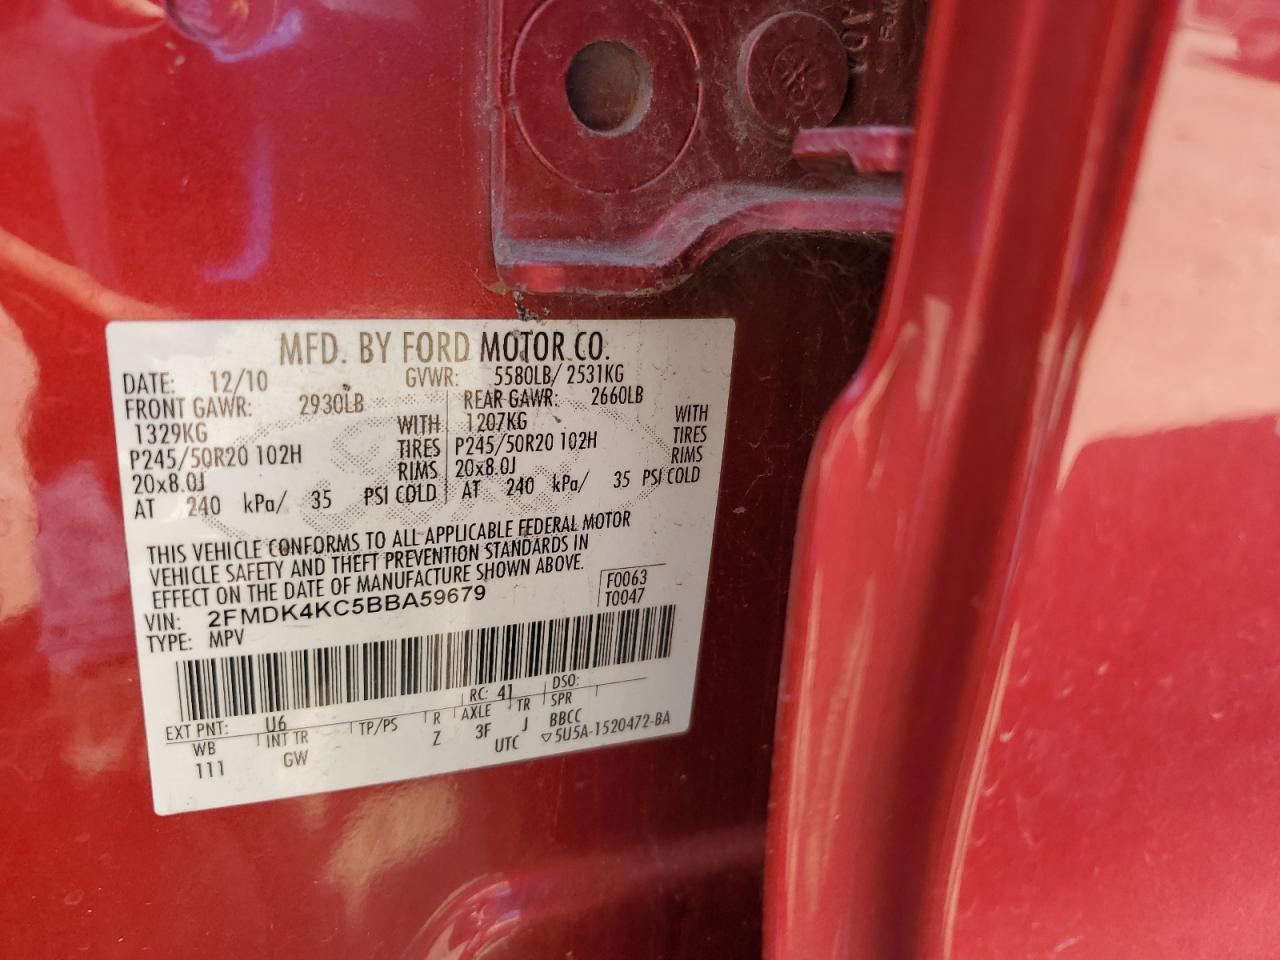 MFD. BY FORD MOTOR CO.
DATE: 12/10 GVWR: 5580LB/ 2531KG
FRONT GAWR: 2930LB REAR GAWR: 2660LB
1329KG WITH 1207KG WITH
P245/50R20 102H TIRES P245/50R20 102H TIRES
20x8.0J RIMS 20x8.0J RIMS
AT 240 kPa/ 35 PSI COLD AT 240 kPa/ 35 PSI COLD
THIS VEHICLE CONFORMS TO ALL APPLICABLE FEDERAL MOTOR
VEHICLE SAFETY AND THEFT PREVENTION STANDARDS IN
EFFECT ON THE DATE OF MANUFACTURE SHOWN ABOVE.
VIN: 2FMDK4KC5BBA59679 F0063
TYPE: MPV T0047
EXT PNT: U6 RC: 41 DSO:
WB INT TR TP/PS R AXLE TR SPR
111 GW Z 3F J BBCC
UTC ▽5U5A-1520472-BA